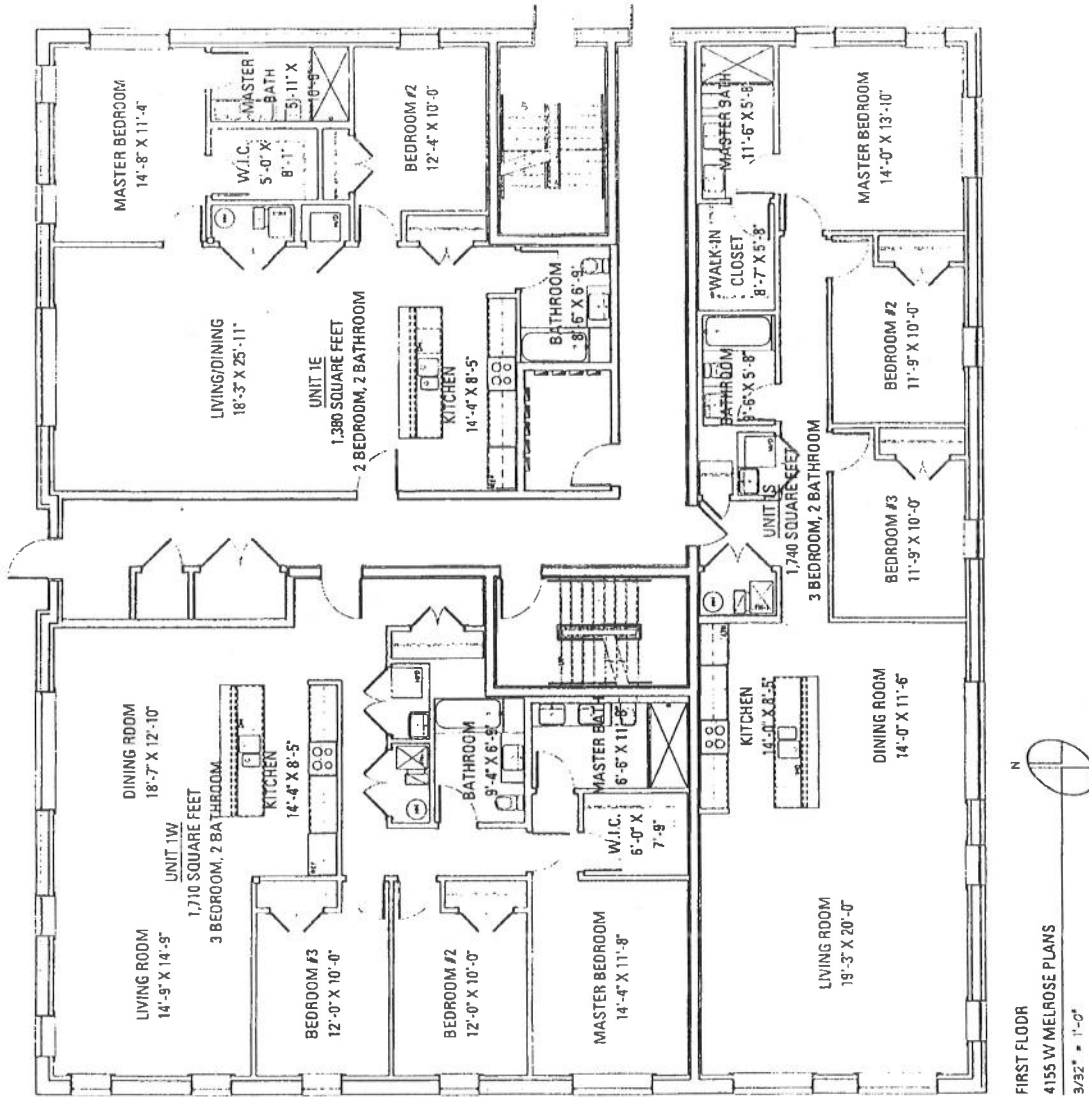 MASTER BEDROOM
14'-8" X 11'-4"
MASTER
BATH
5'-11" X
10'-0"
W.I.C.
5'-0" X
8'-1"
BEDROOM #2
12'-4" X 10'-0"
LIVING/DINING
18'-3" X 25'-11"
UNIT 1E
1,380 SQUARE FEET
2 BEDROOM, 2 BATHROOM
KITCHEN
14'-4" X 8'-5"
BATHROOM
8'-6" X 6'-9"
REF
MASTER BATH
11'-6" X 5'-8"
MASTER BEDROOM
14'-0" X 13'-10"
WALK-IN
CLOSET
8'-7" X 5'-8"
BATHROOM
9'-6" X 5'-8"
BEDROOM #2
11'-9" X 10'-0"
UNIT 1S
1,740 SQUARE FEET
3 BEDROOM, 2 BATHROOM
BEDROOM #3
11'-9" X 10'-0"
KITCHEN
14'-0" X 8'-5"
DINING ROOM
14'-0" X 11'-6"
LIVING ROOM
19'-3" X 20'-0"
DINING ROOM
18'-7" X 12'-10"
UNIT 1W
1,710 SQUARE FEET
3 BEDROOM, 2 BATHROOM
KITCHEN
14'-4" X 8'-5"
REF
LIVING ROOM
14'-9" X 14'-9"
BATHROOM
9'-4" X 6'-9"
MASTER BATH
6'-6" X 11'-8"
W.I.C.
6'-0" X
7'-9"
BEDROOM #3
12'-0" X 10'-0"
BEDROOM #2
12'-0" X 10'-0"
MASTER BEDROOM
14'-4" X 11'-8"
N
FIRST FLOOR
4155 W MELROSE PLANS
3/32" = 1'-0"